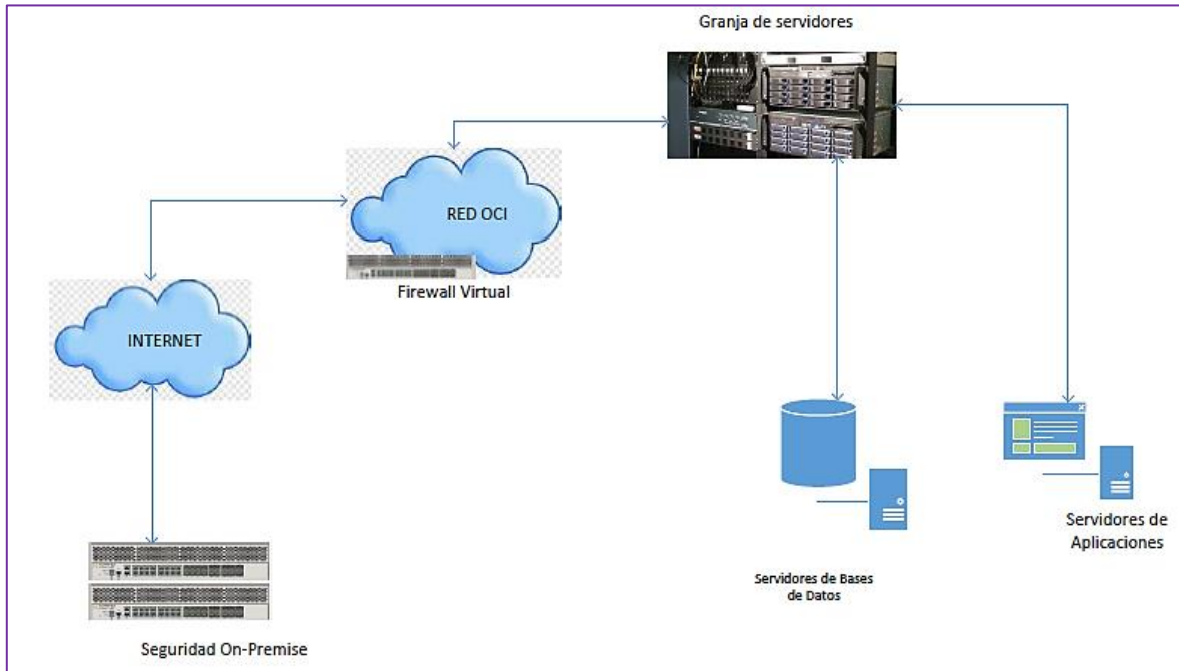 Granja de servidores
RED OCI
Firewall Virtual
INTERNET
Servidores de
Aplicaciones
Servidores de Bases
de Datos
Seguridad On-Premise